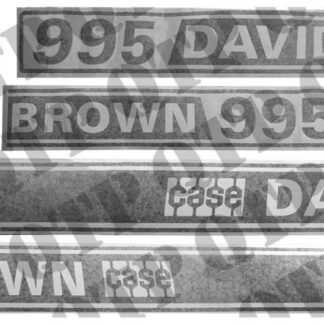 995 DAVID
BROWN 995
case DA
WN case